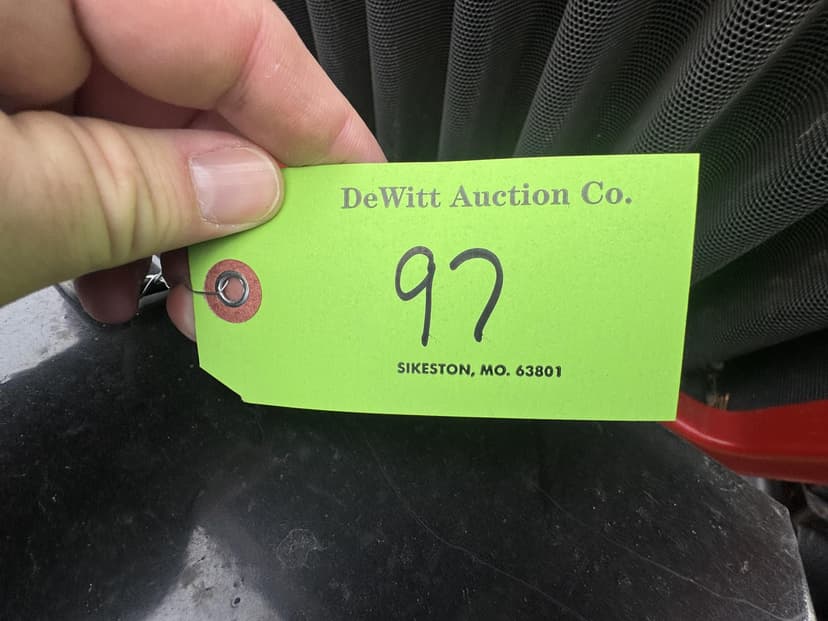 DeWitt Auction Co.
97
SIKESTON, MO. 63801